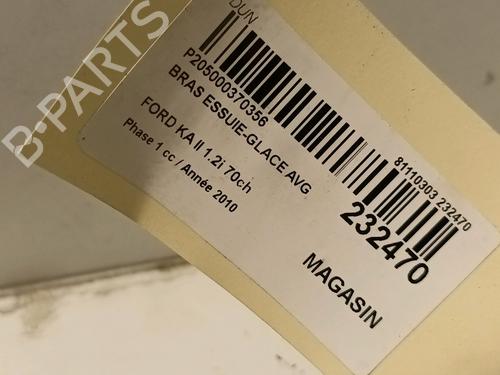 B-PARTS
DUN
P205000370356
BRAS ESSUIE-GLACE AVG
FORD KA II 1.2i 70ch
Phase 1 cc / Année 2010
81110303 232470
232470
MAGASIN